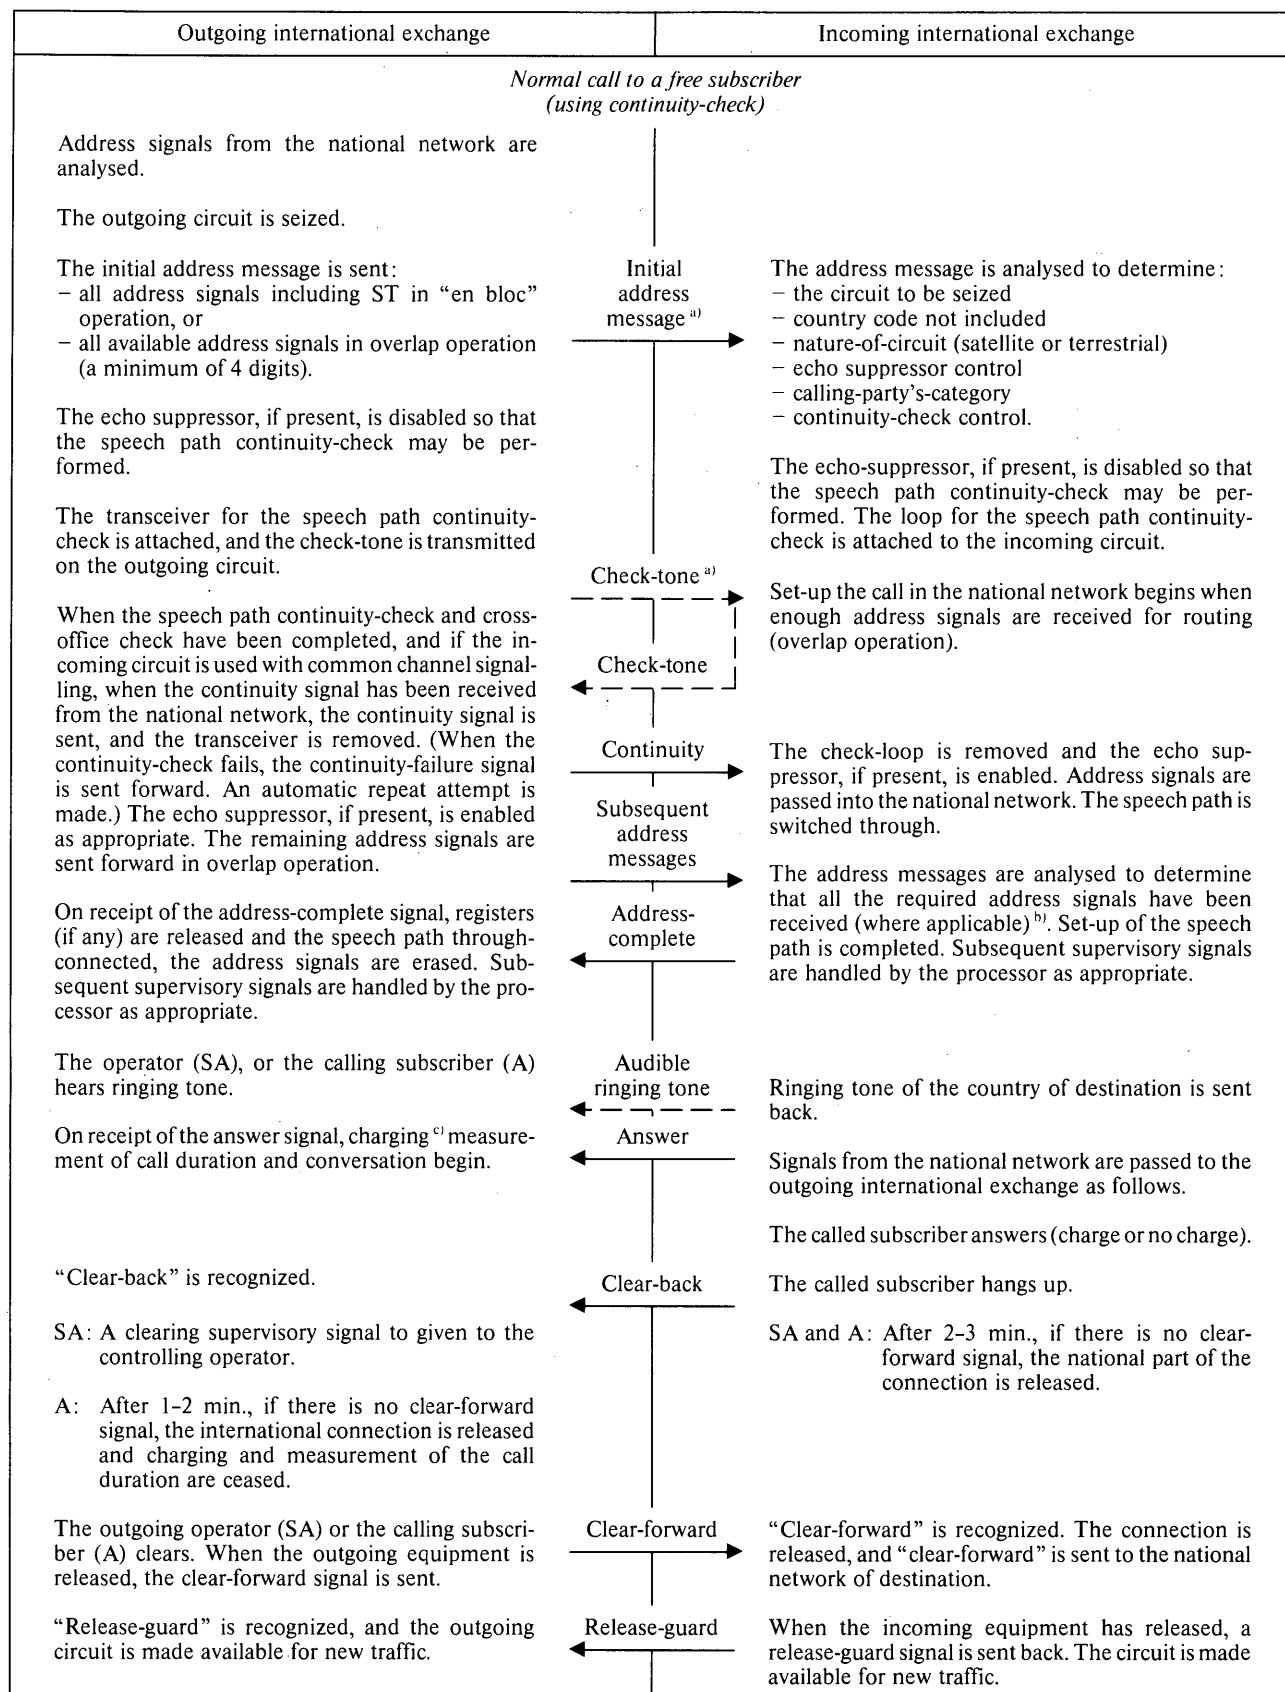 Outgoing international exchange
Incoming international exchange
Normal call to a free subscriber
(using continuity-check)
Address signals from the national network are
analysed.
The outgoing circuit is seized.
The initial address message is sent:
– all address signals including ST in “en bloc”
operation, or
– all available address signals in overlap operation
(a minimum of 4 digits).
Initial
address
message a)
The address message is analysed to determine:
– the circuit to be seized
– country code not included
– nature-of-circuit (satellite or terrestrial)
– echo suppressor control
– calling-party's-category
– continuity-check control.
The echo suppressor, if present, is disabled so that
the speech path continuity-check may be per-
formed.
The echo-suppressor, if present, is disabled so that
the speech path continuity-check may be per-
formed. The loop for the speech path continuity-
check is attached to the incoming circuit.
The transceiver for the speech path continuity-
check is attached, and the check-tone is transmitted
on the outgoing circuit.
Check-tone a)
Set-up the call in the national network begins when
enough address signals are received for routing
(overlap operation).
When the speech path continuity-check and cross-
office check have been completed, and if the in-
coming circuit is used with common channel signal-
ling, when the continuity signal has been received
from the national network, the continuity signal is
sent, and the transceiver is removed. (When the
continuity-check fails, the continuity-failure signal
is sent forward. An automatic repeat attempt is
made.) The echo suppressor, if present, is enabled
as appropriate. The remaining address signals are
sent forward in overlap operation.
Check-tone
Continuity
The check-loop is removed and the echo sup-
pressor, if present, is enabled. Address signals are
passed into the national network. The speech path is
switched through.
Subsequent
address
messages
The address messages are analysed to determine
that all the required address signals have been
received (where applicable) b). Set-up of the speech
path is completed. Subsequent supervisory signals
are handled by the processor as appropriate.
On receipt of the address-complete signal, registers
(if any) are released and the speech path through-
connected, the address signals are erased. Sub-
sequent supervisory signals are handled by the pro-
cessor as appropriate.
Address-
complete
The operator (SA), or the calling subscriber (A)
hears ringing tone.
Audible
ringing tone
Ringing tone of the country of destination is sent
back.
On receipt of the answer signal, charging c) measure-
ment of call duration and conversation begin.
Answer
Signals from the national network are passed to the
outgoing international exchange as follows.
The called subscriber answers (charge or no charge).
“Clear-back” is recognized.
Clear-back
The called subscriber hangs up.
SA: A clearing supervisory signal to given to the
controlling operator.
SA and A: After 2–3 min., if there is no clear-
forward signal, the national part of the
connection is released.
A: After 1–2 min., if there is no clear-forward
signal, the international connection is released
and charging and measurement of the call
duration are ceased.
The outgoing operator (SA) or the calling subscri-
ber (A) clears. When the outgoing equipment is
released, the clear-forward signal is sent.
Clear-forward
“Clear-forward” is recognized. The connection is
released, and “clear-forward” is sent to the national
network of destination.
“Release-guard” is recognized, and the outgoing
circuit is made available for new traffic.
Release-guard
When the incoming equipment has released, a
release-guard signal is sent back. The circuit is made
available for new traffic.